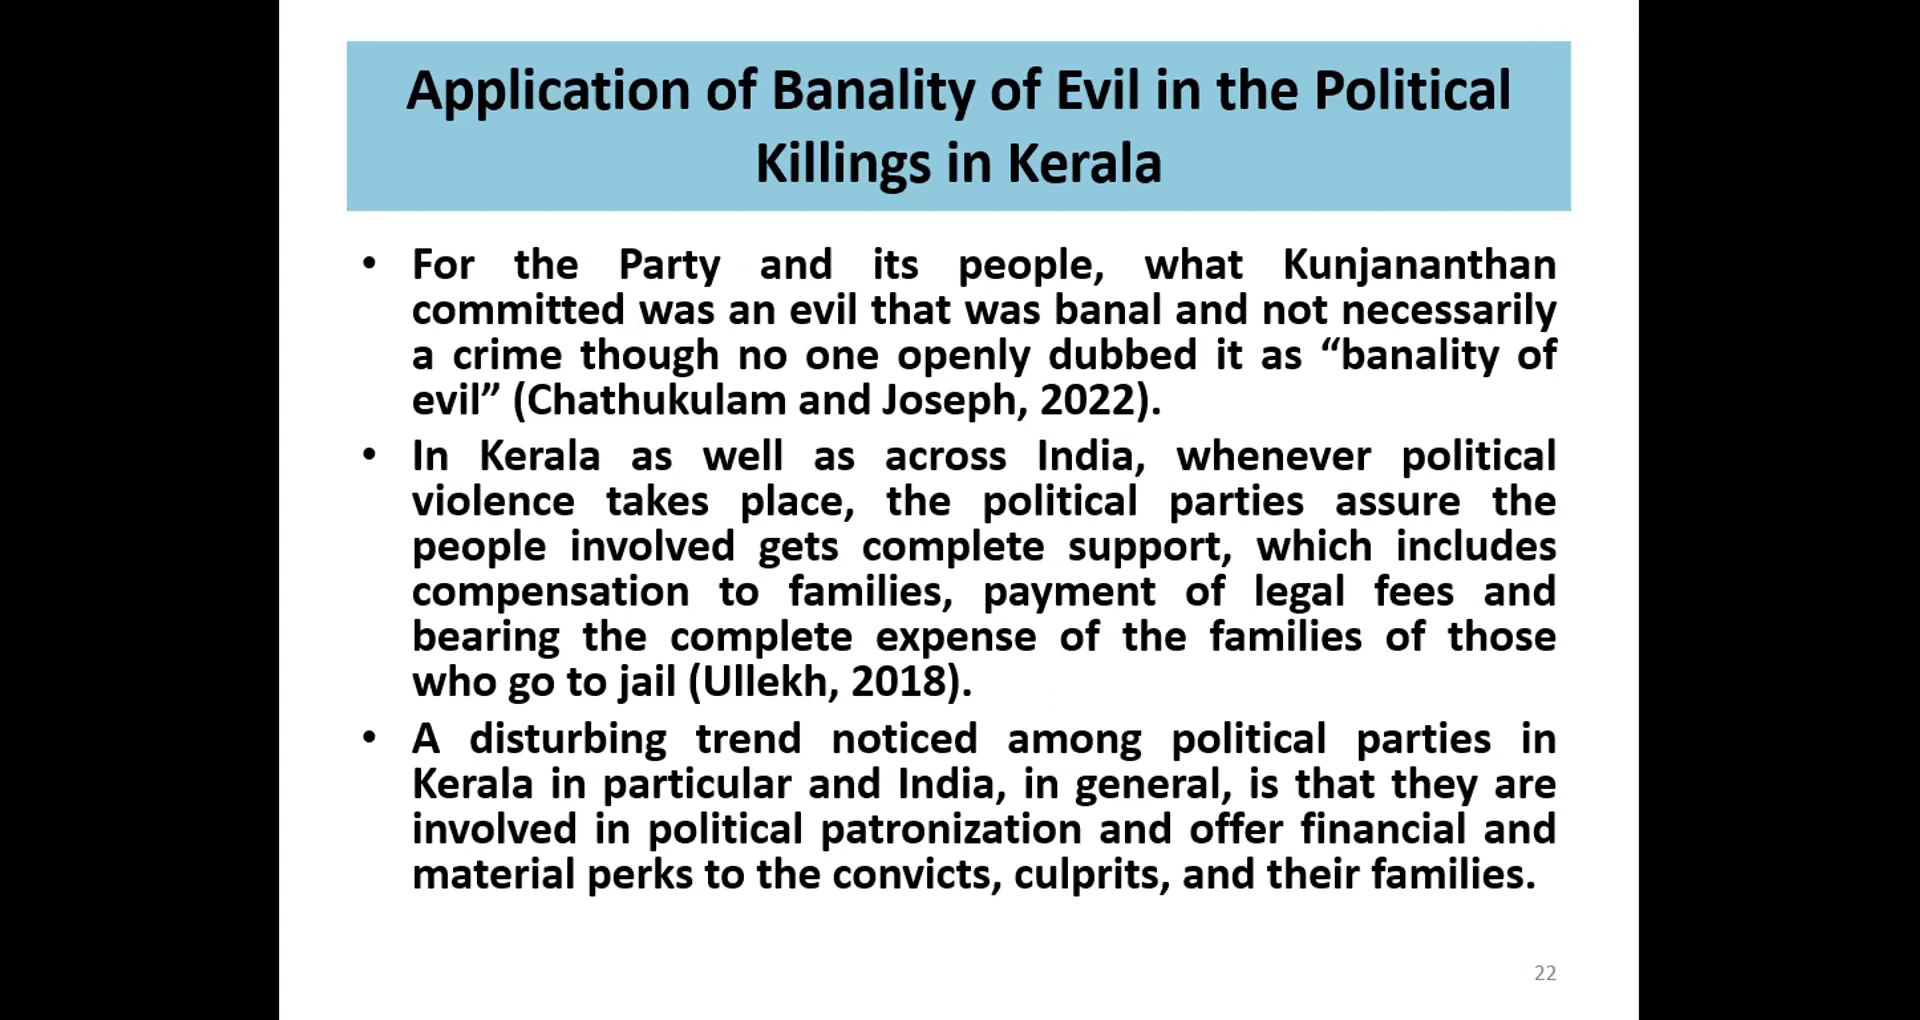 Application of Banality of Evil in the Political
Killings in Kerala
• For the Party and its people, what Kunjananthan
committed was an evil that was banal and not necessarily
a crime though no one openly dubbed it as “banality of
evil” (Chathukulam and Joseph, 2022).
• In Kerala as well as across India, whenever political
violence takes place, the political parties assure the
people involved gets complete support, which includes
compensation to families, payment of legal fees and
bearing the complete expense of the families of those
who go to jail (Ullekh, 2018).
• A disturbing trend noticed among political parties in
Kerala in particular and India, in general, is that they are
involved in political patronization and offer financial and
material perks to the convicts, culprits, and their families.
22